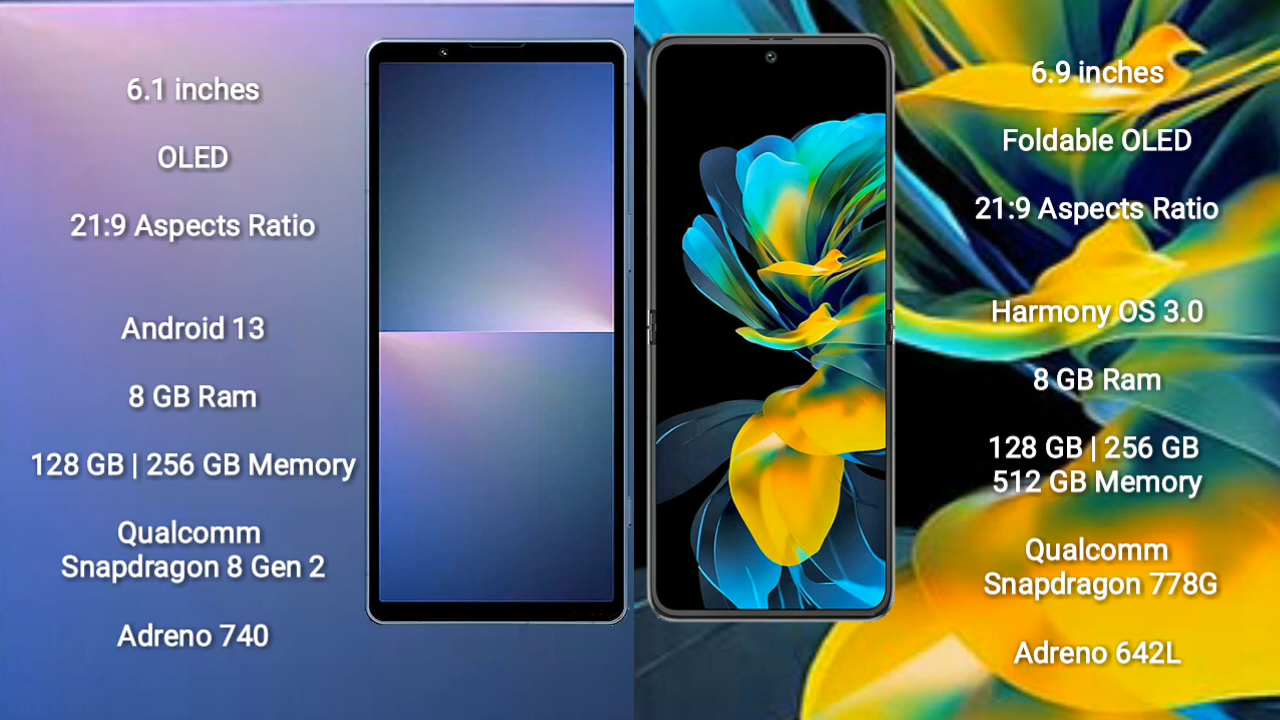 6.1 inches
OLED
21:9 Aspects Ratio
Android 13
8 GB Ram
128 GB | 256 GB Memory
Qualcomm
Snapdragon 8 Gen 2
Adreno 740
6.9 inches
Foldable OLED
21:9 Aspects Ratio
Harmony OS 3.0
8 GB Ram
128 GB | 256 GB
512 GB Memory
Qualcomm
Snapdragon 778G
Adreno 642L